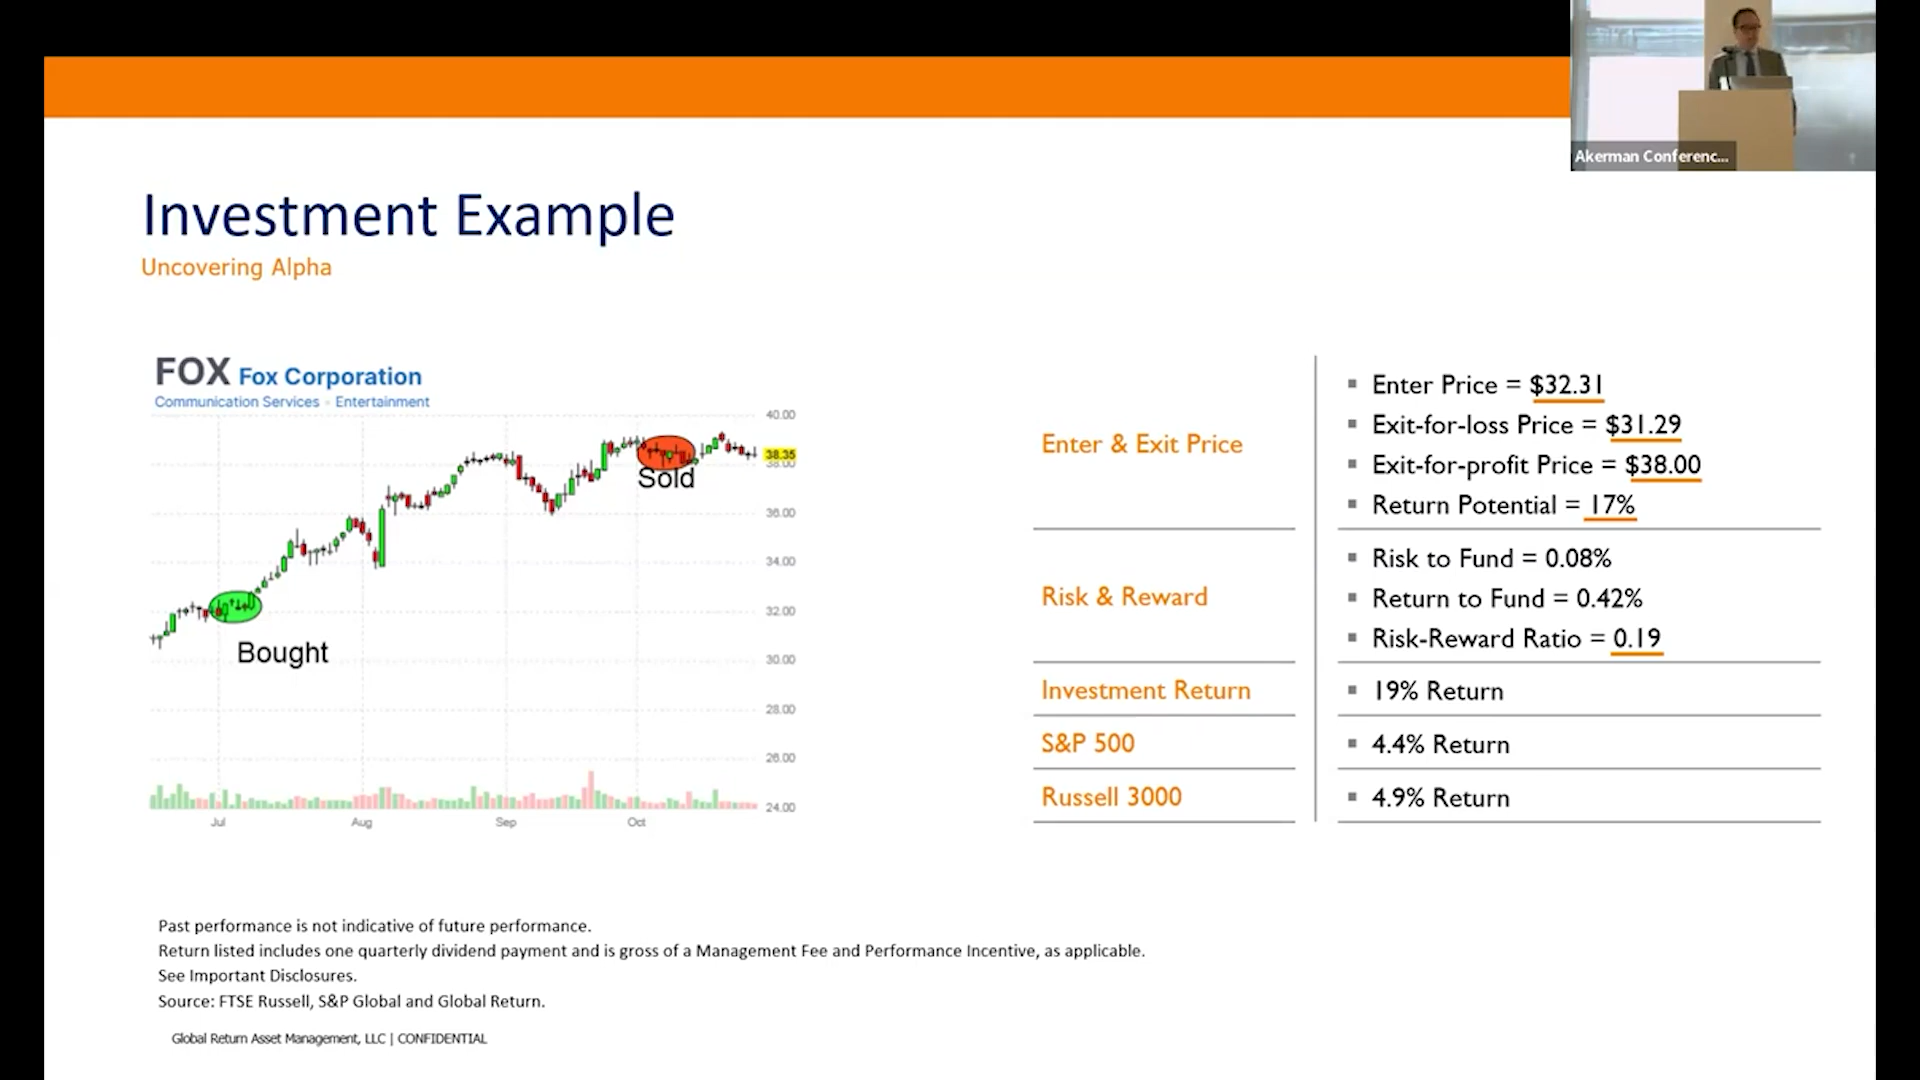 Akerman Conferenc...
Investment Example
Uncovering Alpha
FOX Fox Corporation
Communication Services • Entertainment
40.00
38.35
38.00
36.00
34.00
32.00
30.00
28.00
26.00
24.00
Sold
Bought
Jul Aug Sep Oct
Enter & Exit Price
▪ Enter Price = $32.31
▪ Exit-for-loss Price = $31.29
▪ Exit-for-profit Price = $38.00
▪ Return Potential = 17%
Risk & Reward
▪ Risk to Fund = 0.08%
▪ Return to Fund = 0.42%
▪ Risk-Reward Ratio = 0.19
Investment Return
▪ 19% Return
S&P 500
▪ 4.4% Return
Russell 3000
▪ 4.9% Return
Past performance is not indicative of future performance.
Return listed includes one quarterly dividend payment and is gross of a Management Fee and Performance Incentive, as applicable.
See Important Disclosures.
Source: FTSE Russell, S&P Global and Global Return.
Global Return Asset Management, LLC | CONFIDENTIAL